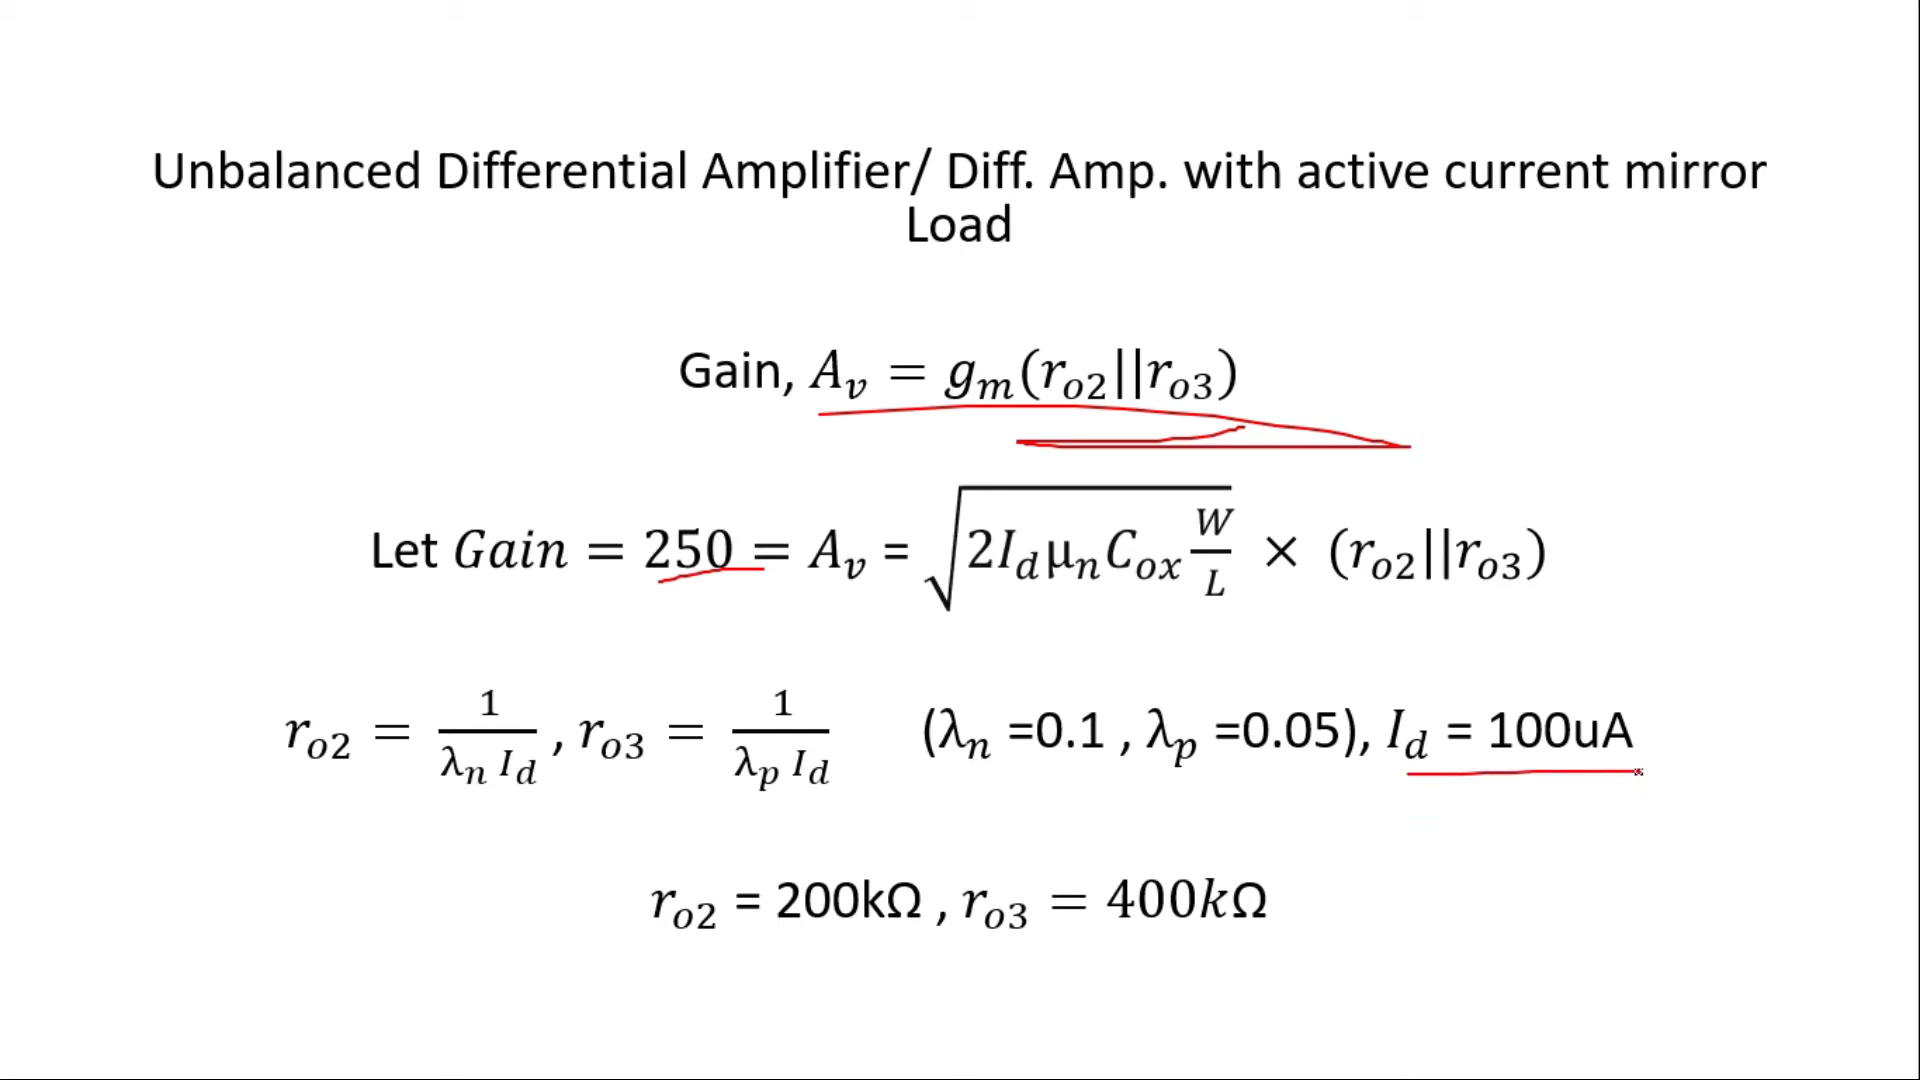 Unbalanced Differential Amplifier/ Diff. Amp. with active current mirror
Load
Gain, A_v = g_m(r_o2||r_o3)
Let Gain = 250 = A_v = √(2I_d μ_n C_ox W/L) × (r_o2||r_o3)
r_o2 = 1/(λ_n I_d) , r_o3 = 1/(λ_p I_d) (λ_n =0.1 , λ_p =0.05), I_d = 100uA
r_o2 = 200kΩ , r_o3 = 400kΩ